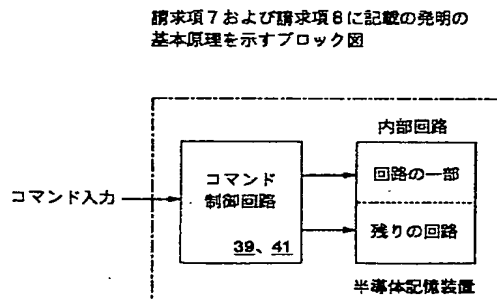 請求項7および請求項8に記載の発明の
基本原理を示すブロック図
内部回路
コマンド入力
コマンド
制御回路
39、41
回路の一部
残りの回路
半導体記憶装置